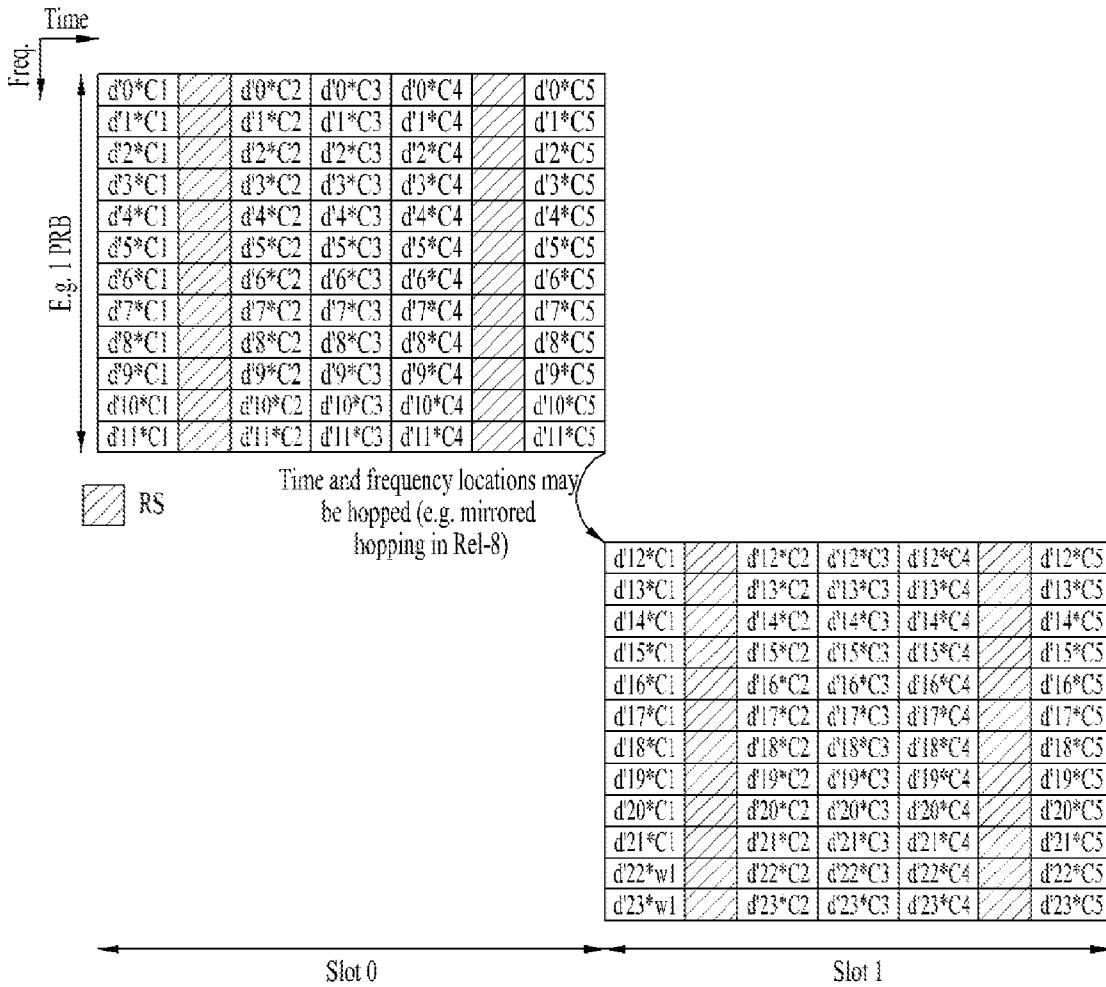 Time
Freq.
E.g. 1 PRB
d'0*C1 d'0*C2 d'0*C3 d'0*C4 d'0*C5
d'1*C1 d'1*C2 d'1*C3 d'1*C4 d'1*C5
d'2*C1 d'2*C2 d'2*C3 d'2*C4 d'2*C5
d'3*C1 d'3*C2 d'3*C3 d'3*C4 d'3*C5
d'4*C1 d'4*C2 d'4*C3 d'4*C4 d'4*C5
d'5*C1 d'5*C2 d'5*C3 d'5*C4 d'5*C5
d'6*C1 d'6*C2 d'6*C3 d'6*C4 d'6*C5
d'7*C1 d'7*C2 d'7*C3 d'7*C4 d'7*C5
d'8*C1 d'8*C2 d'8*C3 d'8*C4 d'8*C5
d'9*C1 d'9*C2 d'9*C3 d'9*C4 d'9*C5
d'10*C1 d'10*C2 d'10*C3 d'10*C4 d'10*C5
d'11*C1 d'11*C2 d'11*C3 d'11*C4 d'11*C5
RS
Time and frequency locations may
be hopped (e.g. mirrored
hopping in Rel-8)
d'12*C1 d'12*C2 d'12*C3 d'12*C4 d'12*C5
d'13*C1 d'13*C2 d'13*C3 d'13*C4 d'13*C5
d'14*C1 d'14*C2 d'14*C3 d'14*C4 d'14*C5
d'15*C1 d'15*C2 d'15*C3 d'15*C4 d'15*C5
d'16*C1 d'16*C2 d'16*C3 d'16*C4 d'16*C5
d'17*C1 d'17*C2 d'17*C3 d'17*C4 d'17*C5
d'18*C1 d'18*C2 d'18*C3 d'18*C4 d'18*C5
d'19*C1 d'19*C2 d'19*C3 d'19*C4 d'19*C5
d'20*C1 d'20*C2 d'20*C3 d'20*C4 d'20*C5
d'21*C1 d'21*C2 d'21*C3 d'21*C4 d'21*C5
d'22*w1 d'22*C2 d'22*C3 d'22*C4 d'22*C5
d'23*w1 d'23*C2 d'23*C3 d'23*C4 d'23*C5
Slot 0
Slot 1